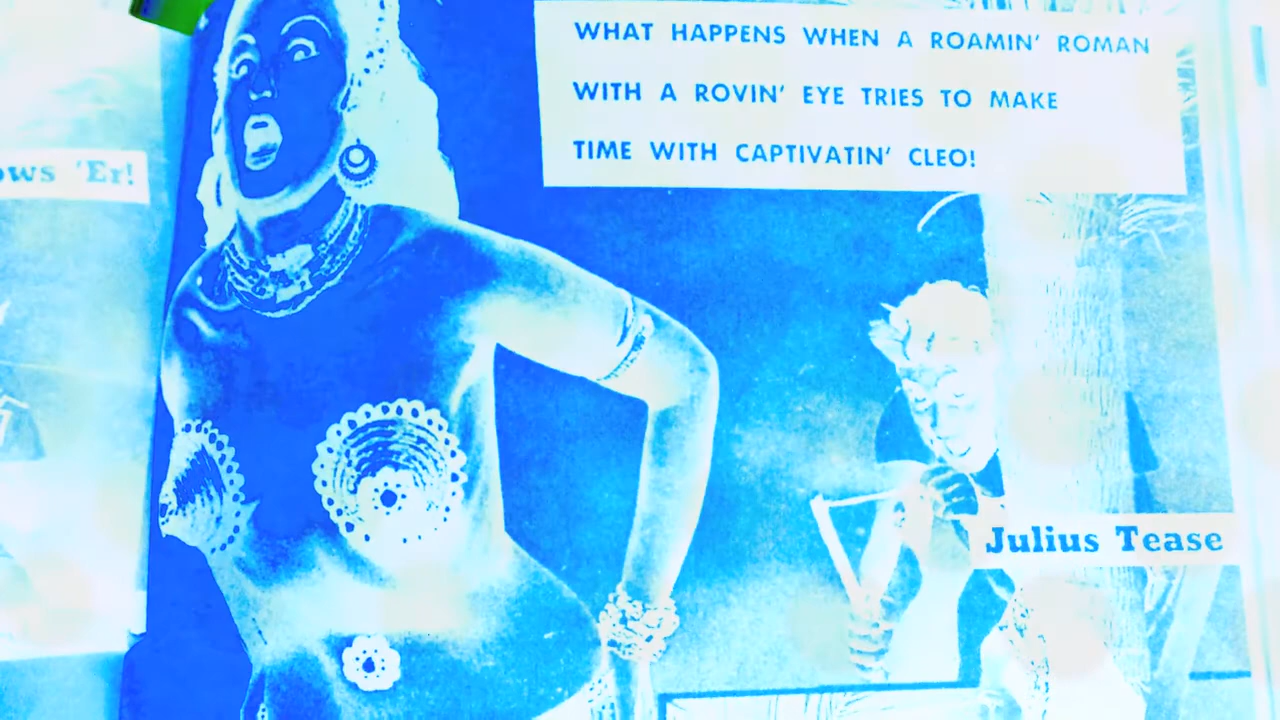 WHAT HAPPENS WHEN A ROAMIN' ROMAN
WITH A ROVIN' EYE TRIES TO MAKE
TIME WITH CAPTIVATIN' CLEO!
'Er!
Julius Tease